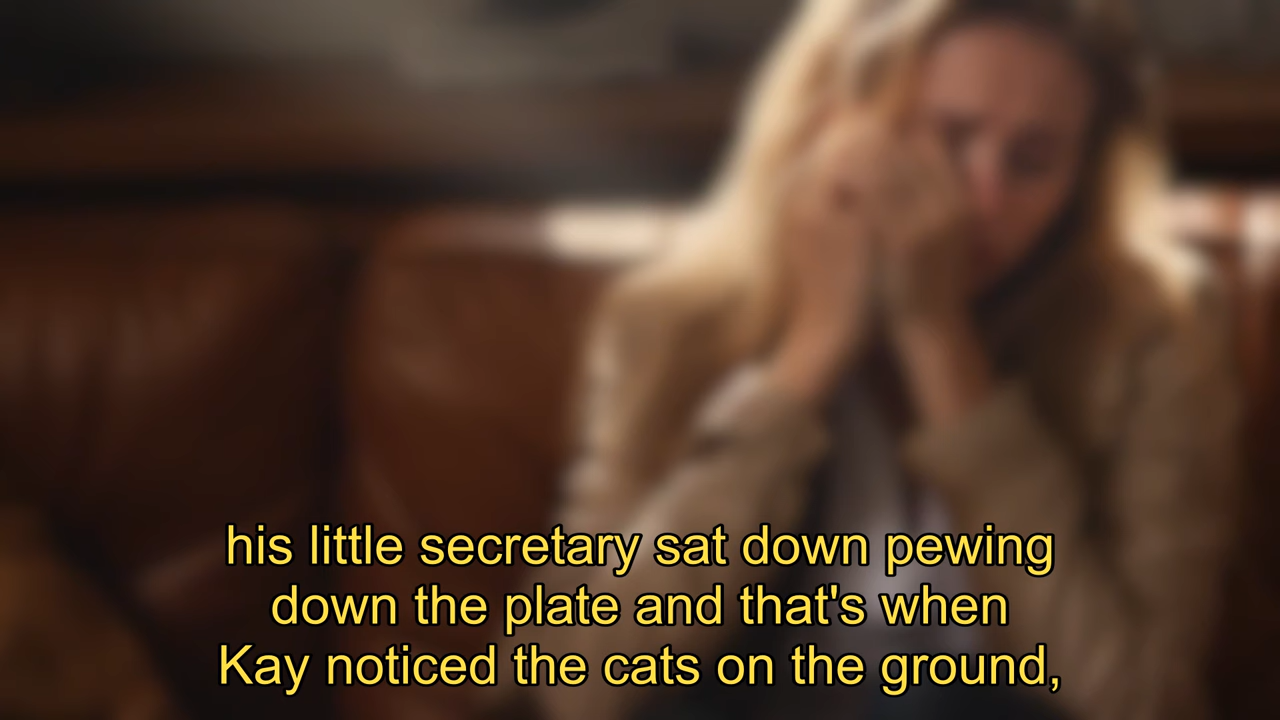 his little secretary sat down pewing
down the plate and that's when
Kay noticed the cats on the ground,